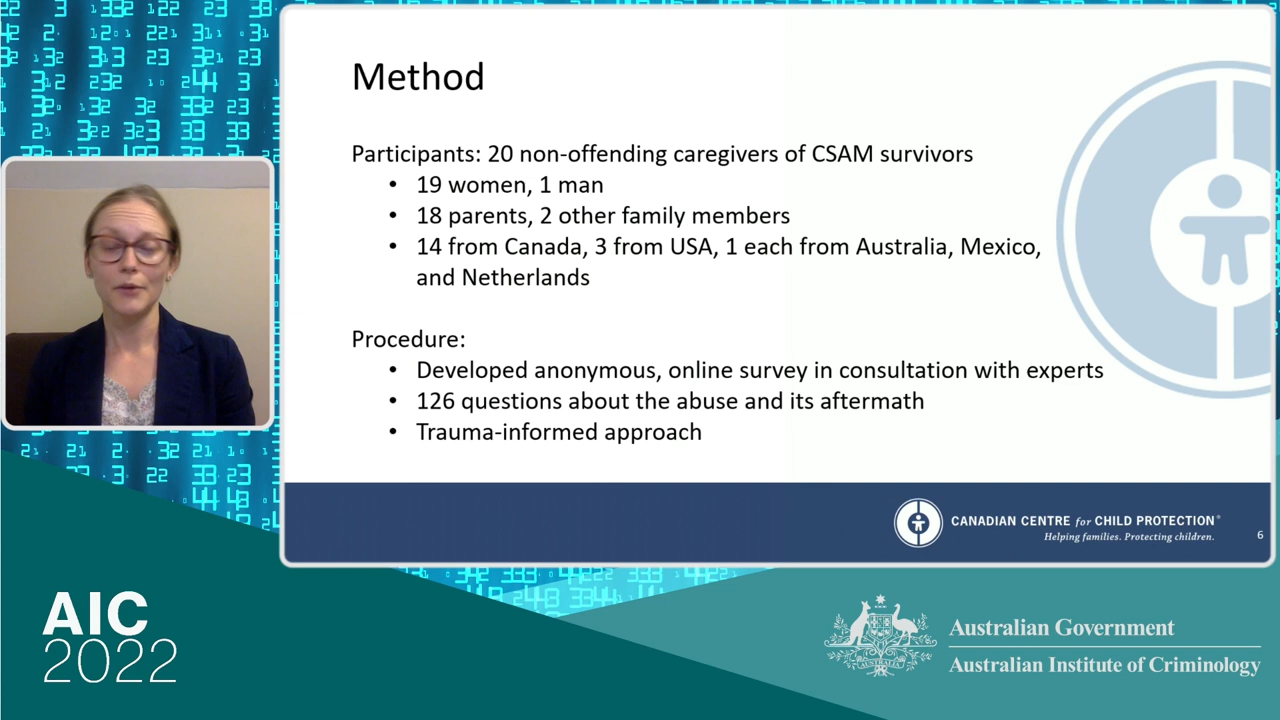 Method
Participants: 20 non-offending caregivers of CSAM survivors
• 19 women, 1 man
• 18 parents, 2 other family members
• 14 from Canada, 3 from USA, 1 each from Australia, Mexico,
and Netherlands
Procedure:
• Developed anonymous, online survey in consultation with experts
• 126 questions about the abuse and its aftermath
• Trauma-informed approach
CANADIAN CENTRE for CHILD PROTECTION®
Helping families. Protecting children.
6
AIC
2022
AUSTRALIA
Australian Government
Australian Institute of Criminology